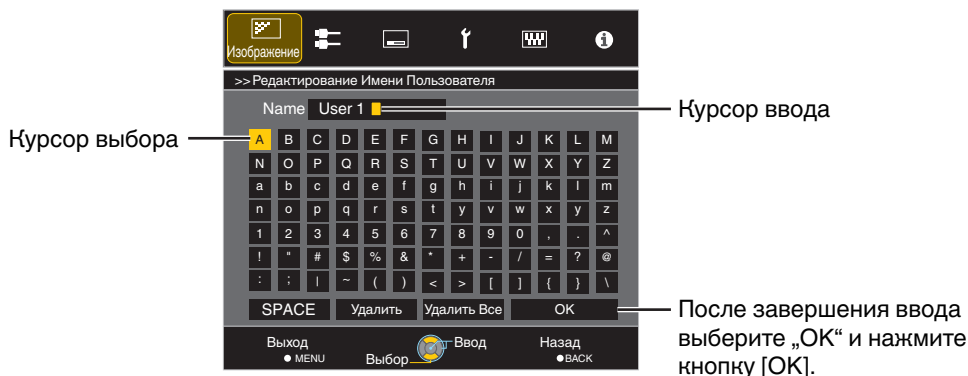 Изображение
>> Редактирование Имени Пользователя
Name User 1
Курсор ввода
Курсор выбора
A B C D E F G H I J K L M
N O P Q R S T U V W X Y Z
a b c d e f g h i j k l m
n o p q r s t y v w x y z
1 2 3 4 5 6 7 8 9 0 , . ^
! " # $ % & * + - / = ? @
: ; | ~ ( ) < > [ ] { } \
SPACE Удалить Удалить Все OK
После завершения ввода
выберите „OK“ и нажмите
кнопку [OK].
Выход Ввод Назад
MENU Выбор BACK